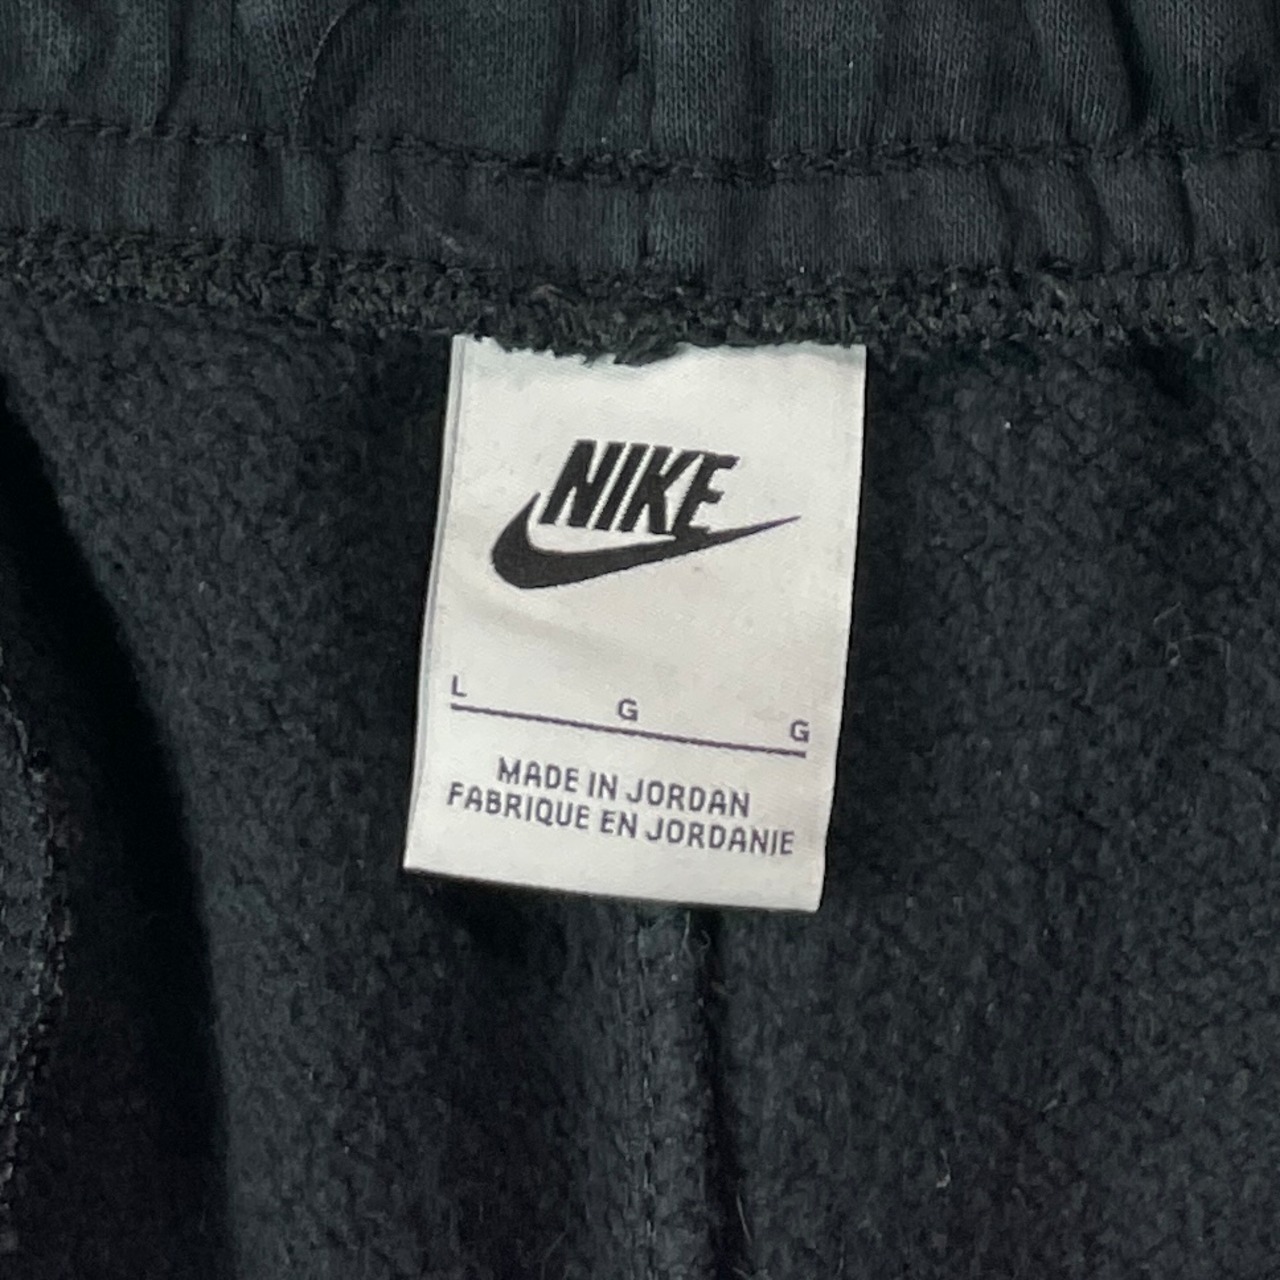 NIKE
L G G
MADE IN JORDAN
FABRIQUE EN JORDANIE